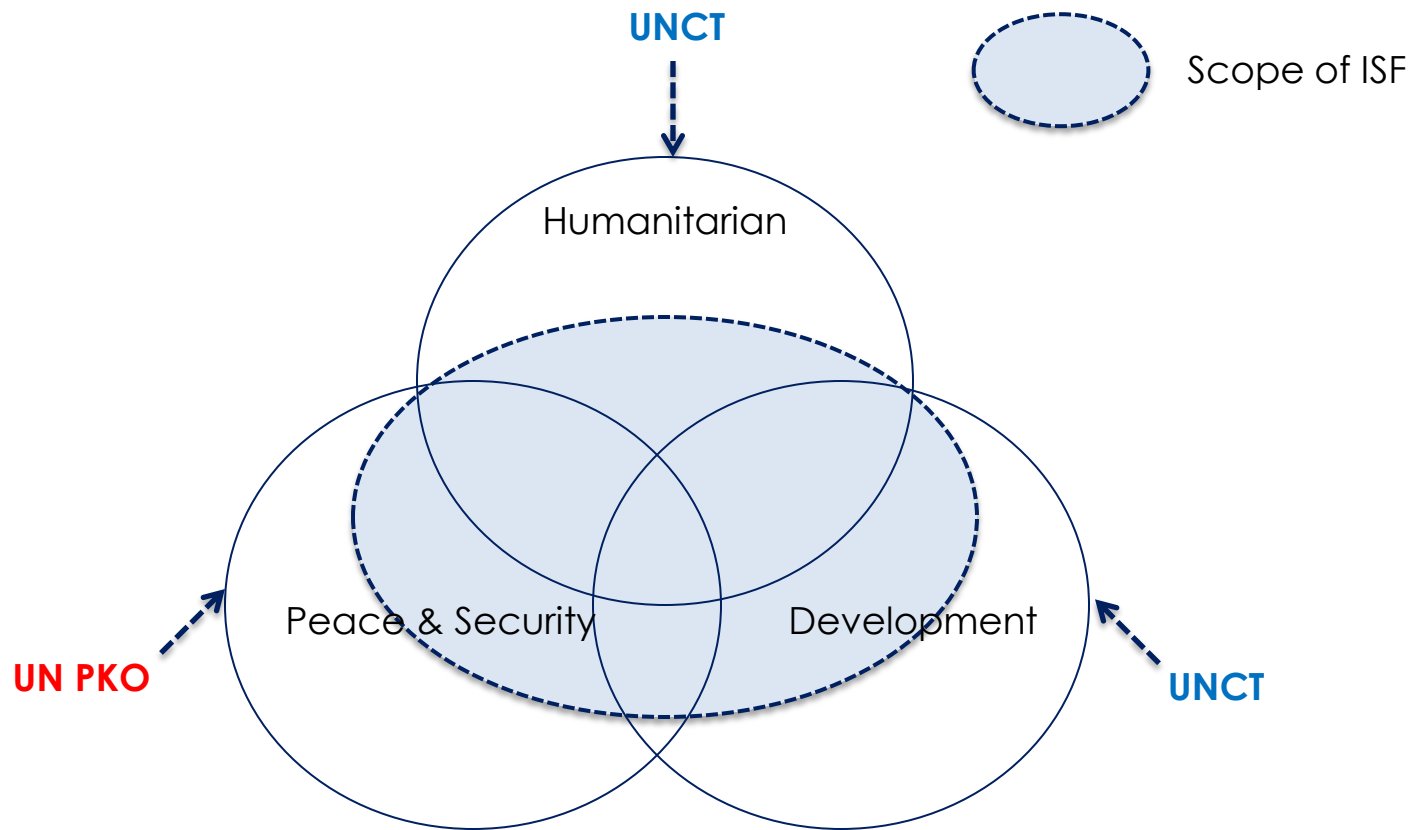 UNCT
Scope of ISF
Humanitarian
Peace & Security
Development
UN PKO
UNCT